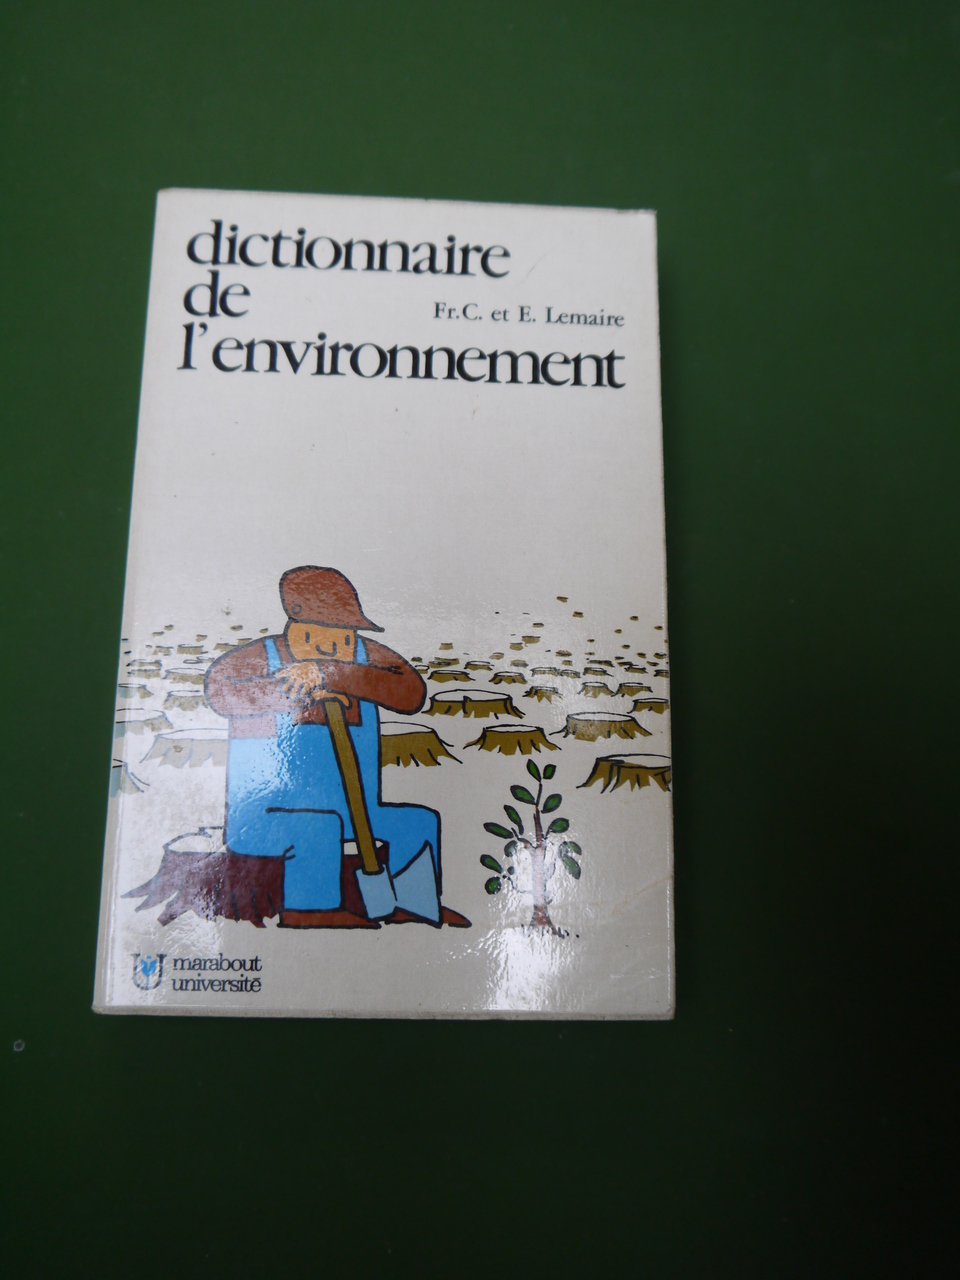 dictionnaire
de
Fr.C. et E. Lemaire
l'environnement
marabout
université